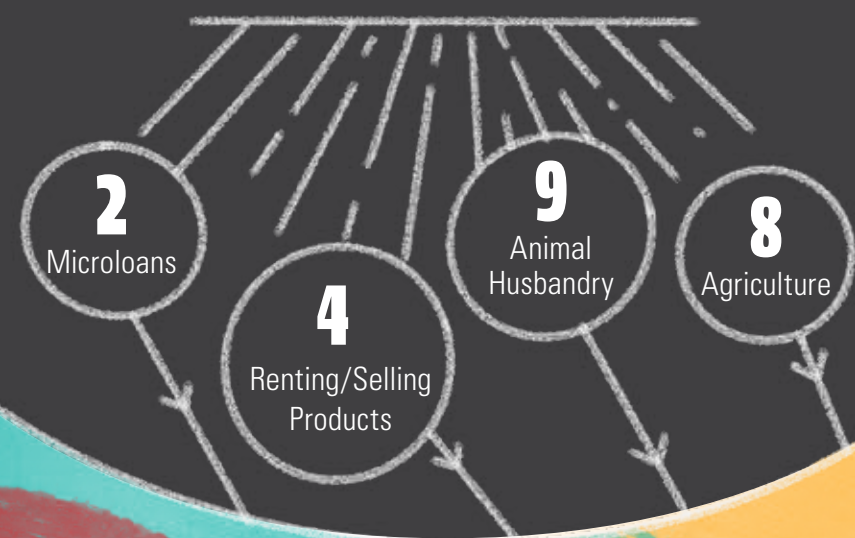 2
Microloans
4
Renting/Selling
Products
9
Animal
Husbandry
8
Agriculture